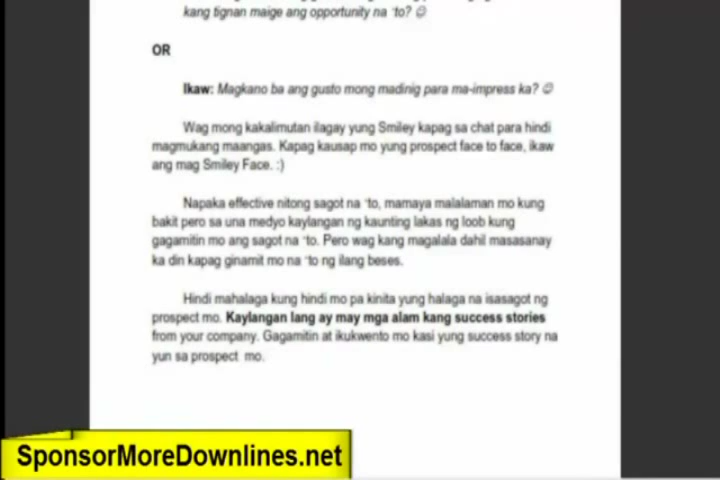 kang tignan maige ang opportunity na 'to? ☺
OR
Ikaw: Magkano ba ang gusto mong madinig para ma-impress ka? ☺
Wag mong kakalimutan ilagay yung Smiley kapag sa chat para hindi
magmukang maangas. Kapag kausap mo yung prospect face to face, ikaw
ang mag Smiley Face. :)
Napaka effective nitong sagot na 'to, mamaya malalaman mo kung
bakit pero sa una medyo kaylangan ng kaunting lakas ng loob kung
gagamitin mo ang sagot na 'to. Pero wag kang magalala dahil masasanay
ka din kapag ginamit mo na 'to ng ilang beses.
Hindi mahalaga kung hindi mo pa kinita yung halaga na isasagot ng
prospect mo. Kaylangan lang ay may mga alam kang success stories
from your company. Gagamitin at ikukwento mo kasi yung success story na
yun sa prospect mo.
SponsorMoreDownlines.net